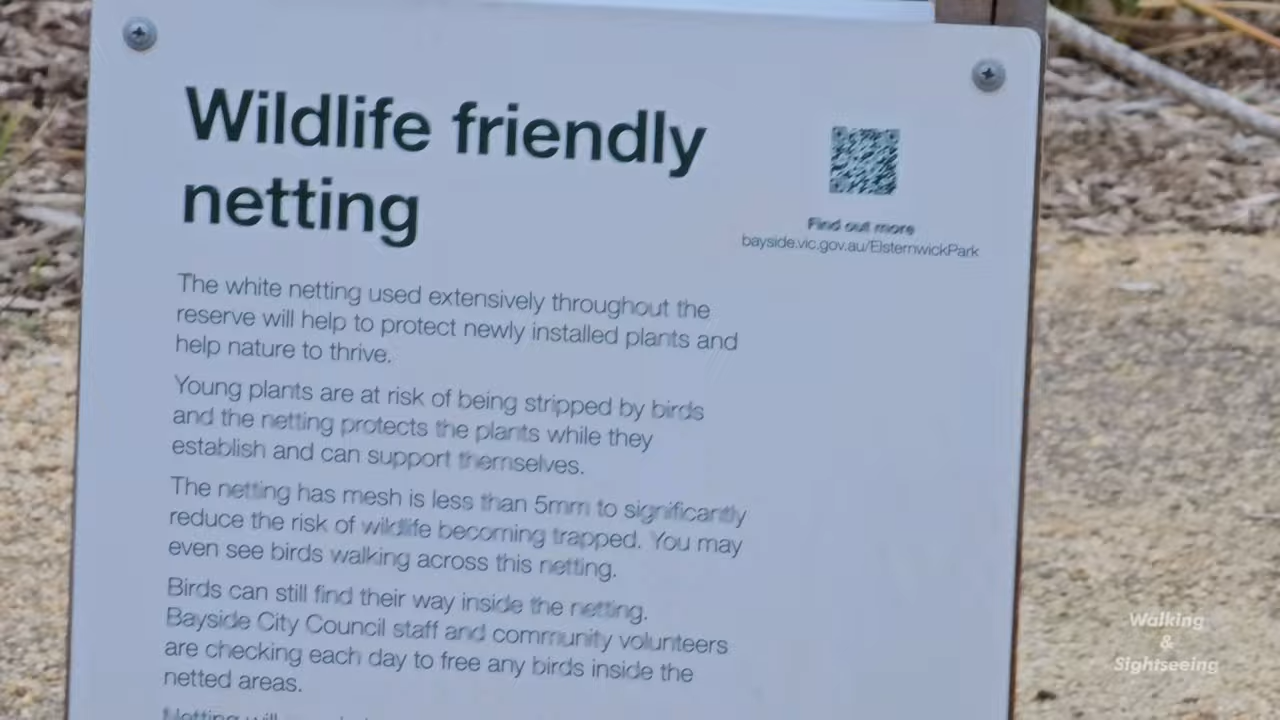 Wildlife friendly
netting
Find out more
bayside.vic.gov.au/ElsternwickPark
The white netting used extensively throughout the
reserve will help to protect newly installed plants and
help nature to thrive.
Young plants are at risk of being stripped by birds
and the netting protects the plants while they
establish and can support themselves.
The netting has mesh is less than 5mm to significantly
reduce the risk of wildlife becoming trapped. You may
even see birds walking across this netting.
Birds can still find their way inside the netting.
Bayside City Council staff and community volunteers
are checking each day to free any birds inside the
netted areas.
Netting will
Walking
&
Sightseeing